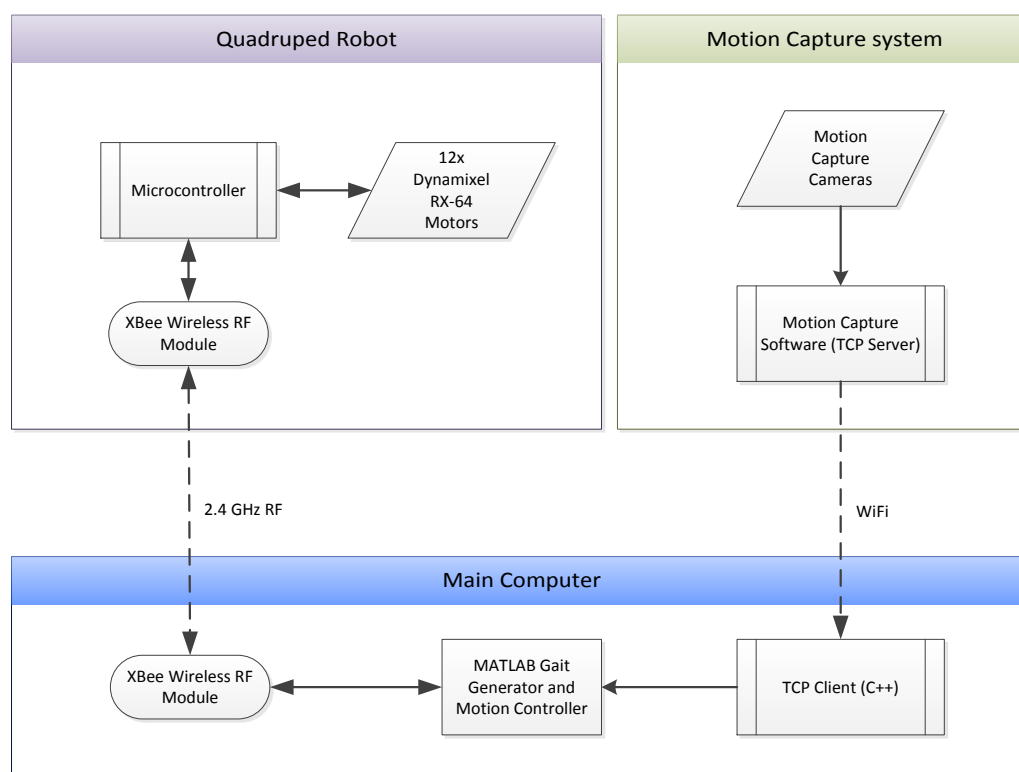 Quadruped Robot
Motion Capture system
Microcontroller
12x
Dynamixel
RX-64
Motors
XBee Wireless RF
Module
Motion
Capture
Cameras
Motion Capture
Software (TCP Server)
2.4 GHz RF
WiFi
Main Computer
XBee Wireless RF
Module
MATLAB Gait
Generator and
Motion Controller
TCP Client (C++)